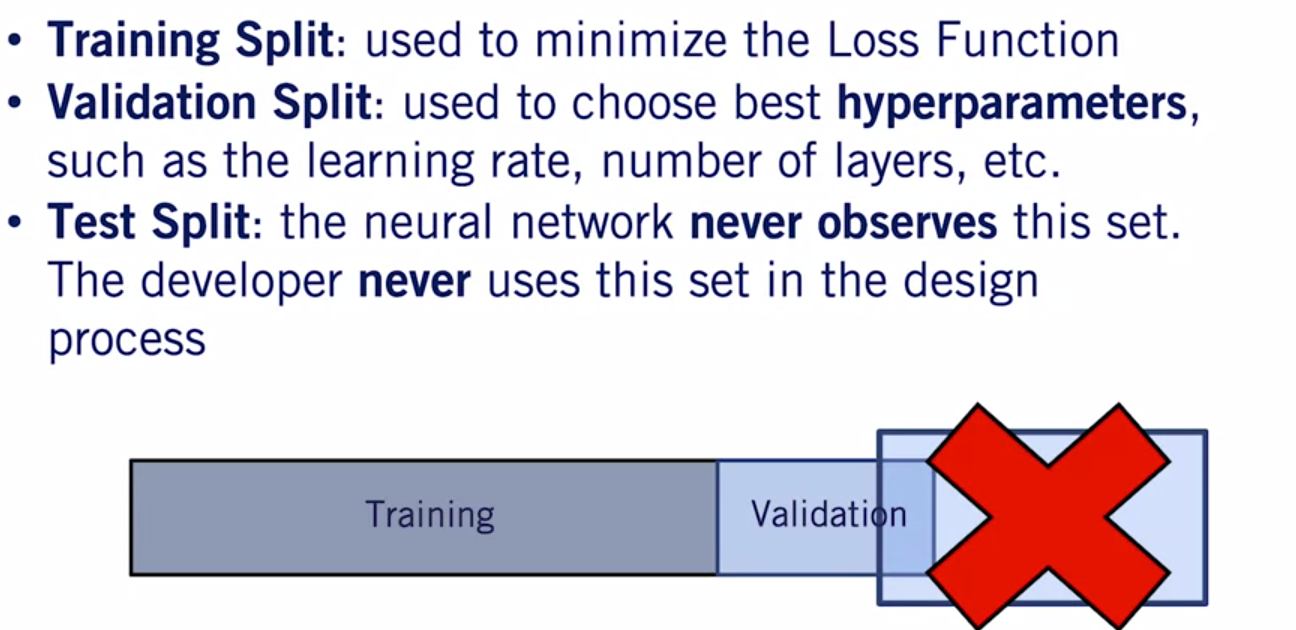 • Training Split: used to minimize the Loss Function
• Validation Split: used to choose best hyperparameters,
such as the learning rate, number of layers, etc.
• Test Split: the neural network never observes this set.
The developer never uses this set in the design
process
Training
Validation